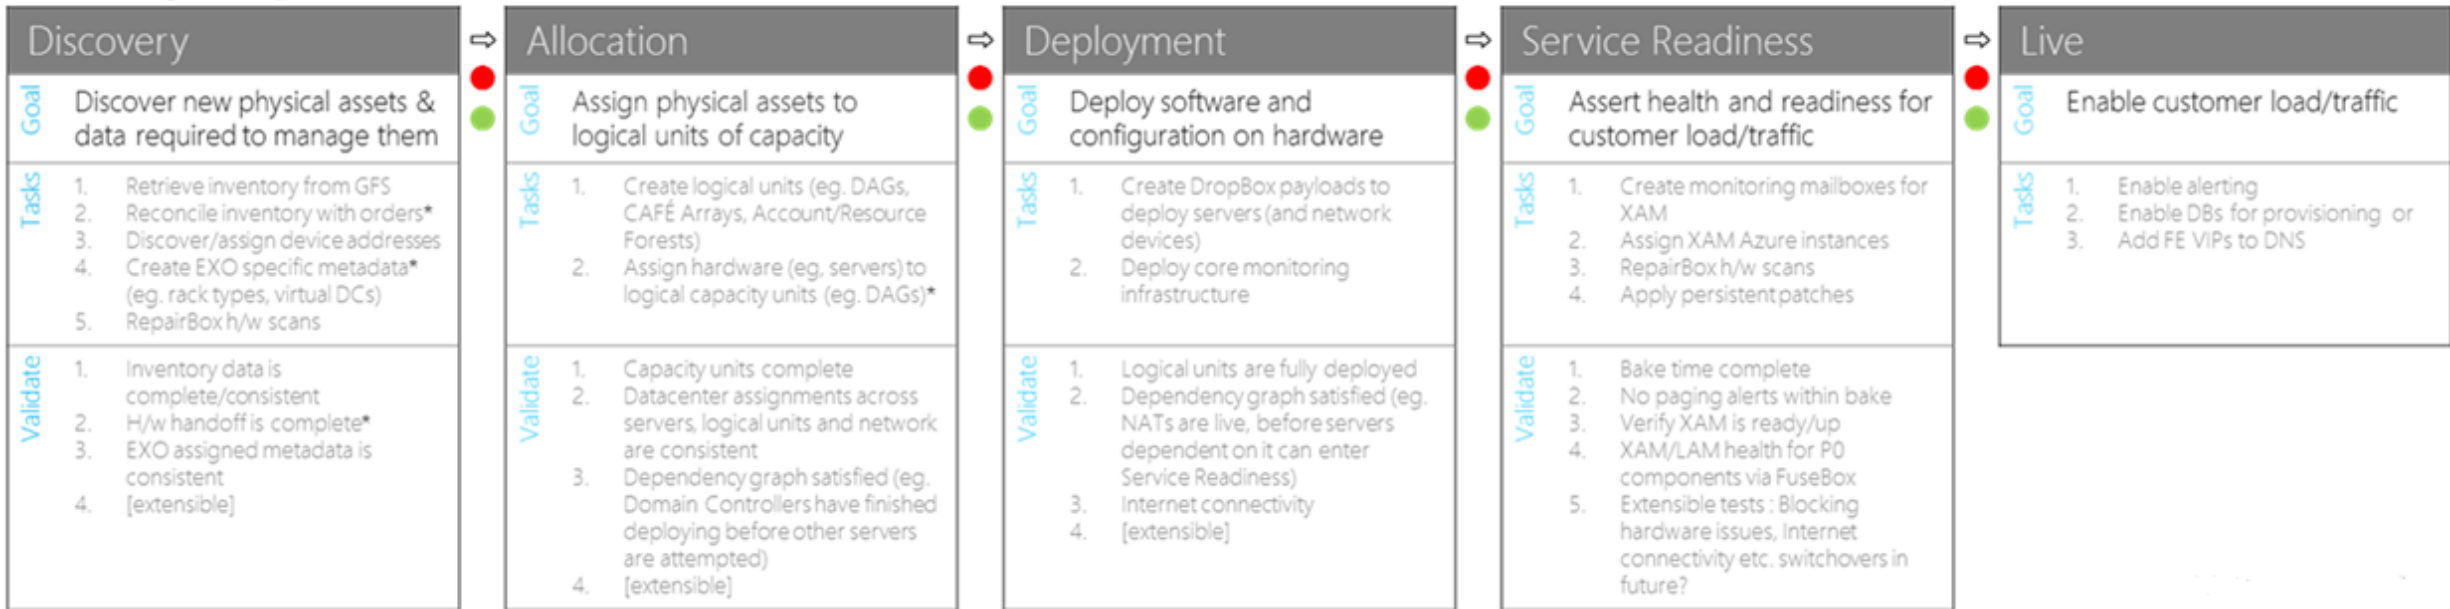 Discovery
Goal
Discover new physical assets &
data required to manage them
Tasks
1. Retrieve inventory from GFS
2. Reconcile inventory with orders*
3. Discover/assign device addresses
4. Create EXO specific metadata*
(eg. rack types, virtual DCs)
5. RepairBox h/w scans
Validate
1. Inventory data is
complete/consistent
2. H/w handoff is complete*
3. EXO assigned metadata is
consistent
4. [extensible]
⇨
Allocation
Goal
Assign physical assets to
logical units of capacity
Tasks
1. Create logical units (eg. DAGs,
CAFÉ Arrays, Account/Resource
Forests)
2. Assign hardware (eg, servers) to
logical capacity units (eg. DAGs)*
Validate
1. Capacity units complete
2. Datacenter assignments across
servers, logical units and network
are consistent
3. Dependency graph satisfied (eg.
Domain Controllers have finished
deploying before other servers
are attempted)
4. [extensible]
⇨
Deployment
Goal
Deploy software and
configuration on hardware
Tasks
1. Create DropBox payloads to
deploy servers (and network
devices)
2. Deploy core monitoring
infrastructure
Validate
1. Logical units are fully deployed
2. Dependency graph satisfied (eg.
NATs are live, before servers
dependent on it can enter
Service Readiness)
3. Internet connectivity
4. [extensible]
⇨
Service Readiness
Goal
Assert health and readiness for
customer load/traffic
Tasks
1. Create monitoring mailboxes for
XAM
2. Assign XAM Azure instances
3. RepairBox h/w scans
4. Apply persistent patches
Validate
1. Bake time complete
2. No paging alerts within bake
3. Verify XAM is ready/up
4. XAM/LAM health for P0
components via FuseBox
5. Extensible tests : Blocking
hardware issues, Internet
connectivity etc. switchovers in
future?
⇨
Live
Goal
Enable customer load/traffic
Tasks
1. Enable alerting
2. Enable DBs for provisioning or
3. Add FE VIPs to DNS